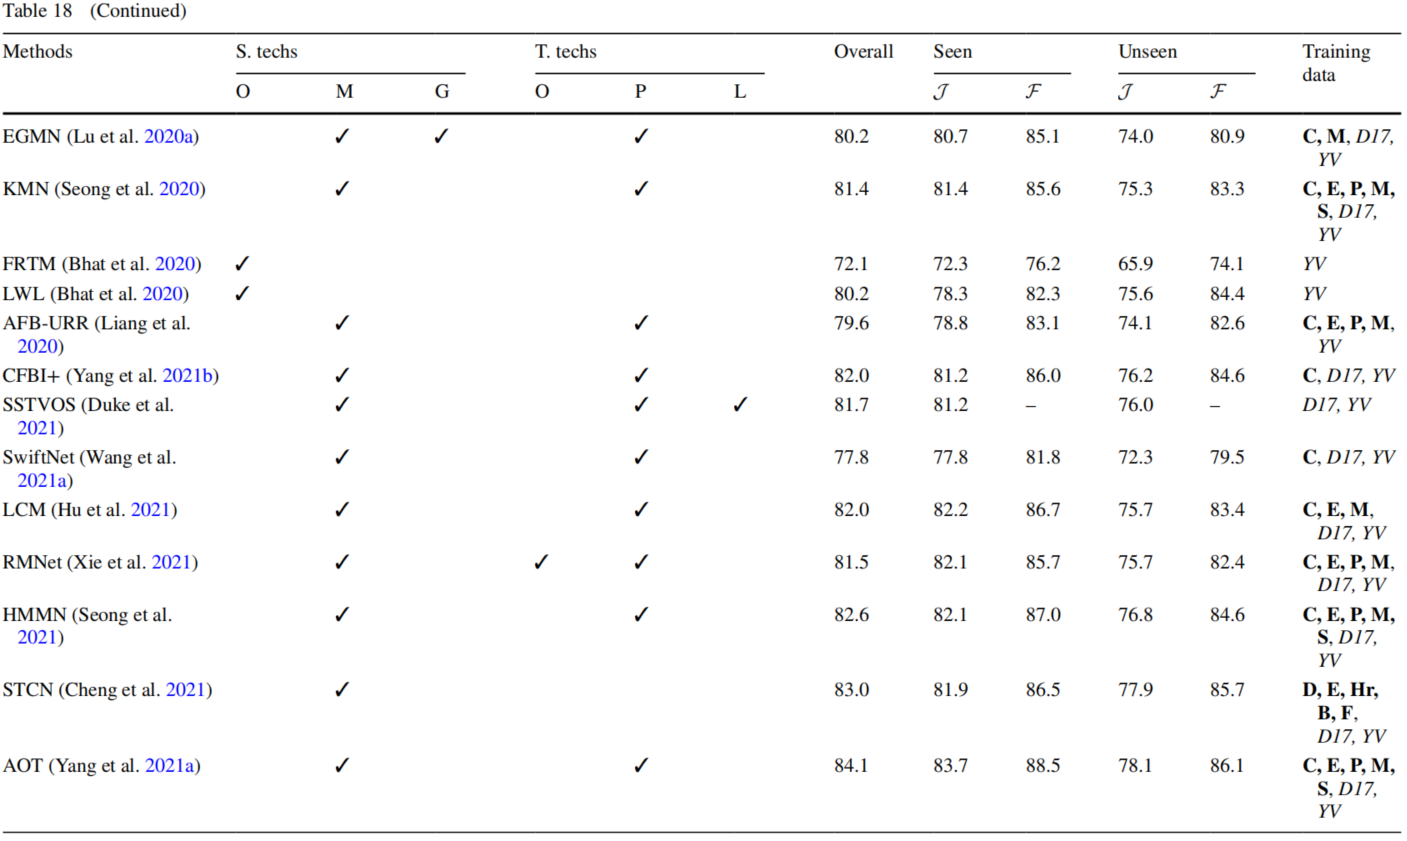 Table 18 (Continued)
Methods S. techs T. techs Overall Seen Unseen Training
data
O M G O P L 𝒥 ℱ 𝒥 ℱ
EGMN (Lu et al. 2020a) ✓ ✓ ✓ 80.2 80.7 85.1 74.0 80.9 C, M, D17,
YV
KMN (Seong et al. 2020) ✓ ✓ 81.4 81.4 85.6 75.3 83.3 C, E, P, M,
S, D17,
YV
FRTM (Bhat et al. 2020) ✓ 72.1 72.3 76.2 65.9 74.1 YV
LWL (Bhat et al. 2020) ✓ 80.2 78.3 82.3 75.6 84.4 YV
AFB-URR (Liang et al. ✓ ✓ 79.6 78.8 83.1 74.1 82.6 C, E, P, M,
2020) YV
CFBI+ (Yang et al. 2021b) ✓ ✓ 82.0 81.2 86.0 76.2 84.6 C, D17, YV
SSTVOS (Duke et al. ✓ ✓ ✓ 81.7 81.2 – 76.0 – D17, YV
2021)
SwiftNet (Wang et al. ✓ ✓ 77.8 77.8 81.8 72.3 79.5 C, D17, YV
2021a)
LCM (Hu et al. 2021) ✓ ✓ 82.0 82.2 86.7 75.7 83.4 C, E, M,
D17, YV
RMNet (Xie et al. 2021) ✓ ✓ ✓ 81.5 82.1 85.7 75.7 82.4 C, E, P, M,
D17, YV
HMMN (Seong et al. ✓ ✓ 82.6 82.1 87.0 76.8 84.6 C, E, P, M,
2021) S, D17,
YV
STCN (Cheng et al. 2021) ✓ 83.0 81.9 86.5 77.9 85.7 D, E, Hr,
B, F,
D17, YV
AOT (Yang et al. 2021a) ✓ ✓ 84.1 83.7 88.5 78.1 86.1 C, E, P, M,
S, D17,
YV